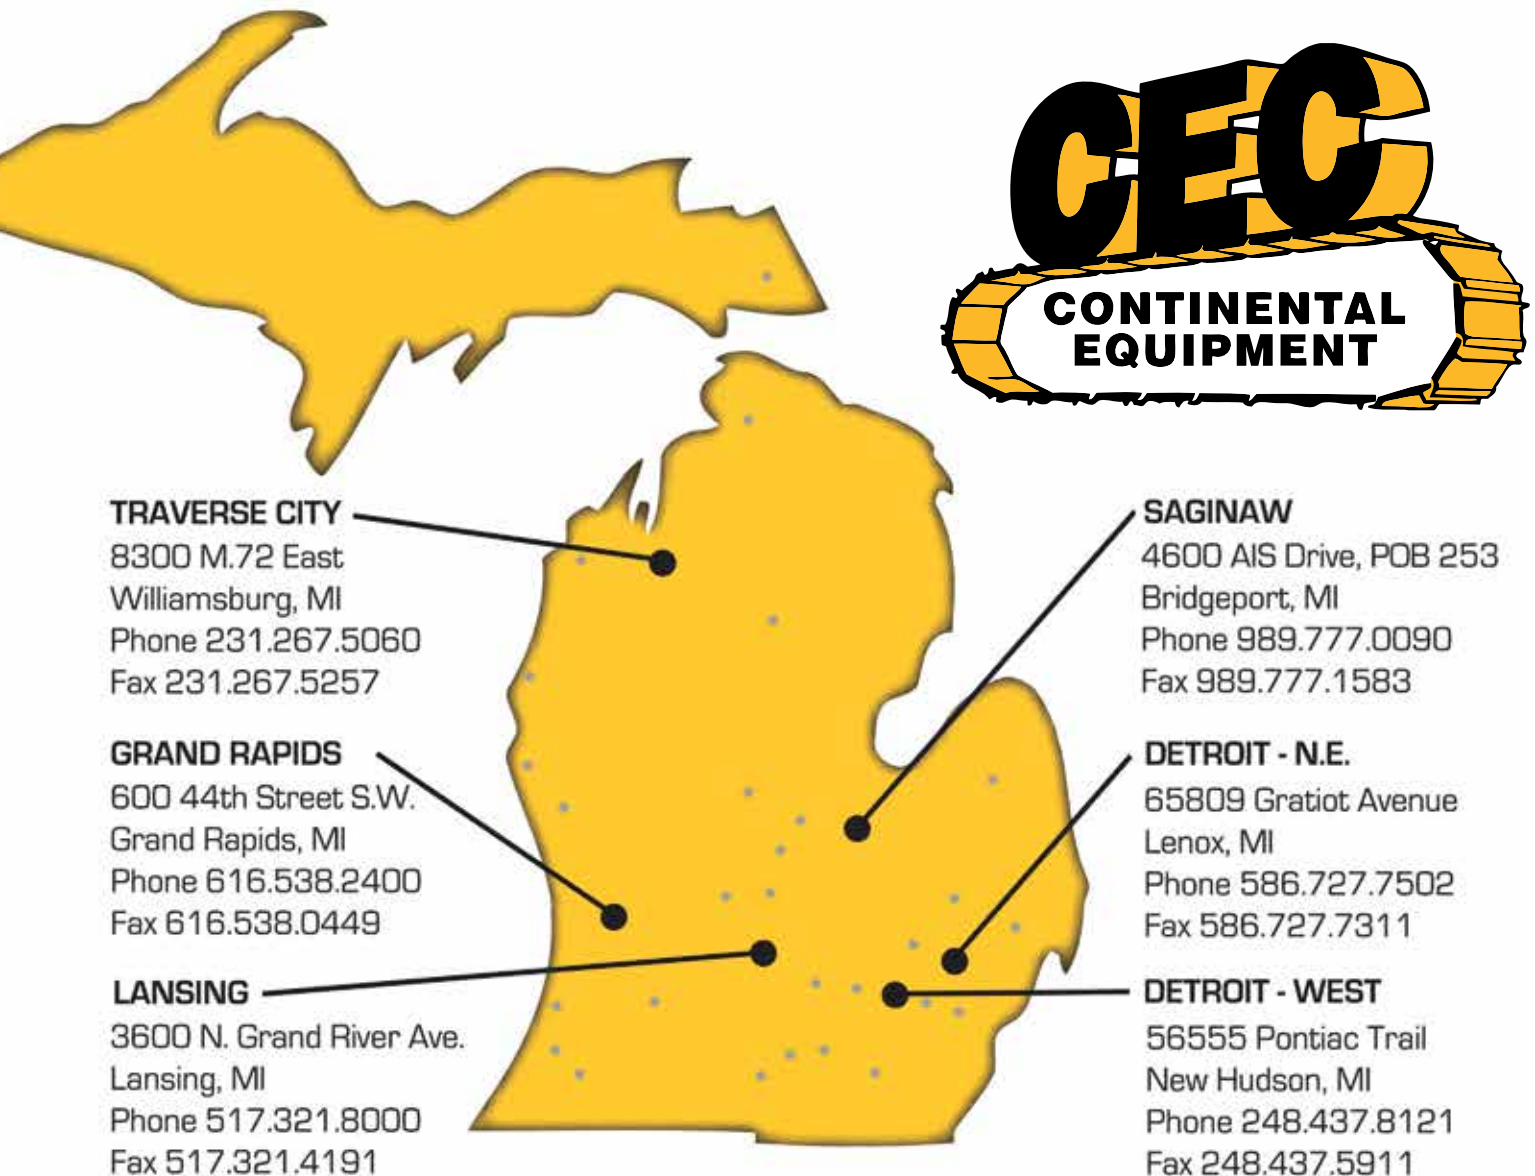 CEC
CONTINENTAL
EQUIPMENT
TRAVERSE CITY
8300 M.72 East
Williamsburg, MI
Phone 231.267.5060
Fax 231.267.5257
GRAND RAPIDS
600 44th Street S.W.
Grand Rapids, MI
Phone 616.538.2400
Fax 616.538.0449
LANSING
3600 N. Grand River Ave.
Lansing, MI
Phone 517.321.8000
Fax 517.321.4191
SAGINAW
4600 AIS Drive, POB 253
Bridgeport, MI
Phone 989.777.0090
Fax 989.777.1583
DETROIT - N.E.
65809 Gratiot Avenue
Lenox, MI
Phone 586.727.7502
Fax 586.727.7311
DETROIT - WEST
56555 Pontiac Trail
New Hudson, MI
Phone 248.437.8121
Fax 248.437.5911